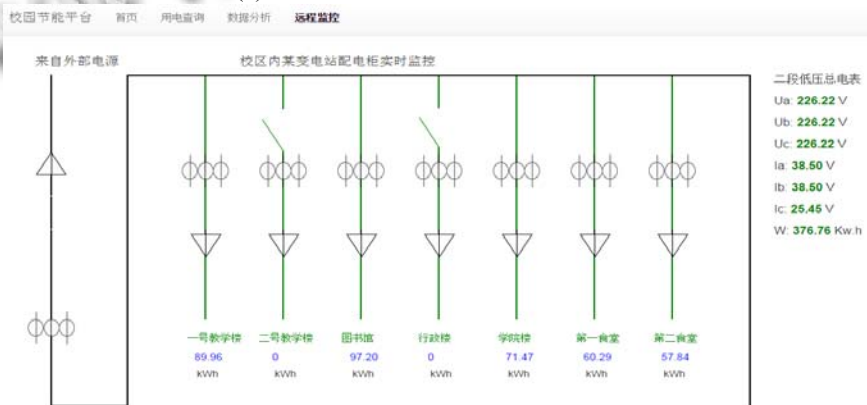 校园节能平台 首页 用电查询 数据分析 远程监控
来自外部电源 校区内某变电站配电柜实时监控
二段低压总电表
Ua: 226.22 V
Ub: 226.22 V
Uc: 226.22 V
Ia: 38.50 V
Ib: 38.50 V
Ic: 25.45 V
W: 376.76 Kw.h
一号教学楼 二号教学楼 图书馆 行政楼 学院楼 第一食堂 第二食堂
89.96 0 97.20 0 71.47 60.29 57.84
kWh kWh kWh kWh kWh kWh kWh